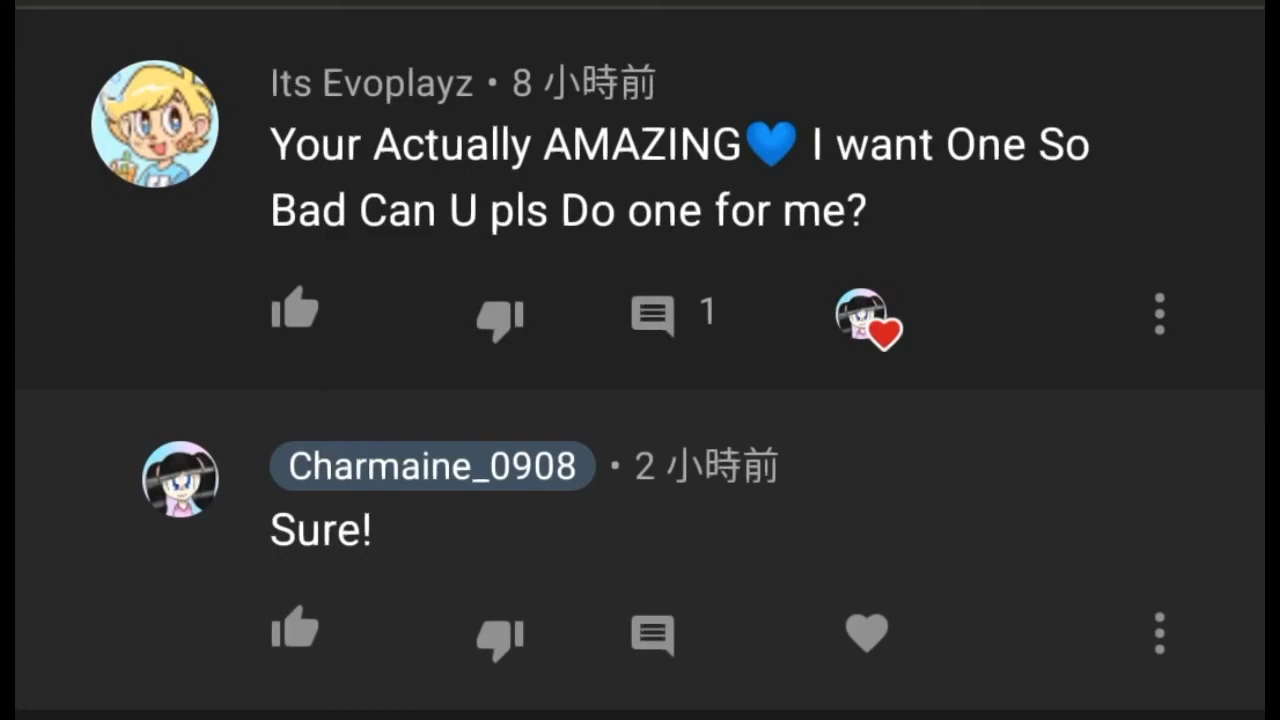 Its Evoplayz • 8 小時前
Your Actually AMAZING💙 I want One So
Bad Can U pls Do one for me?
1
Charmaine_0908 • 2 小時前
Sure!